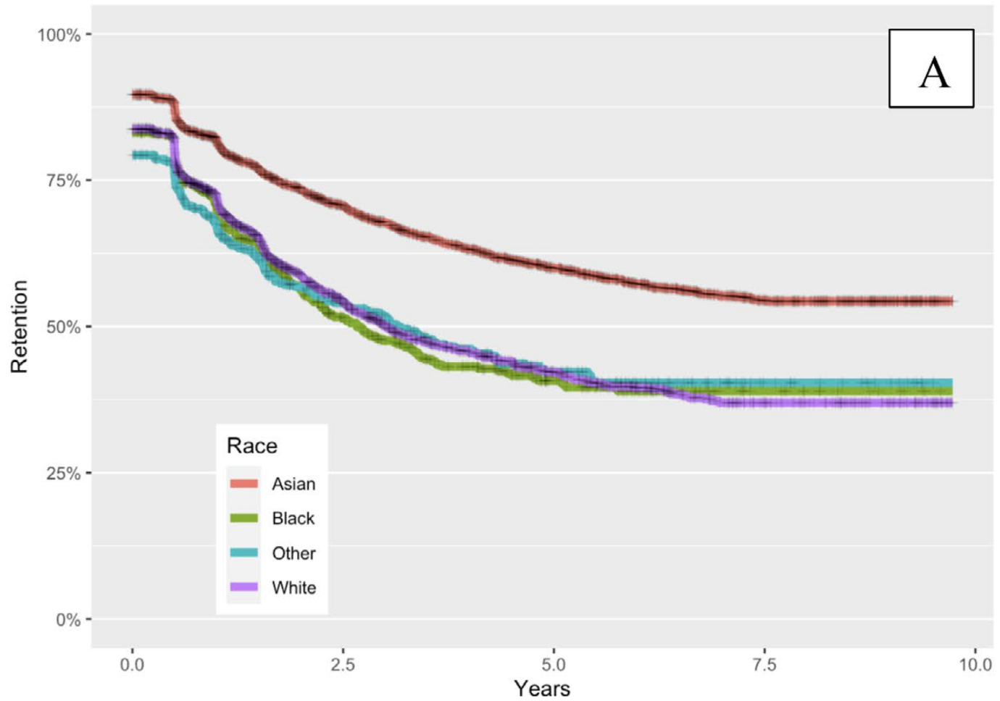 A
100%
75%
50%
25%
0%
Retention
Race
Asian
Black
Other
White
0.0 2.5 5.0 7.5 10.0
Years